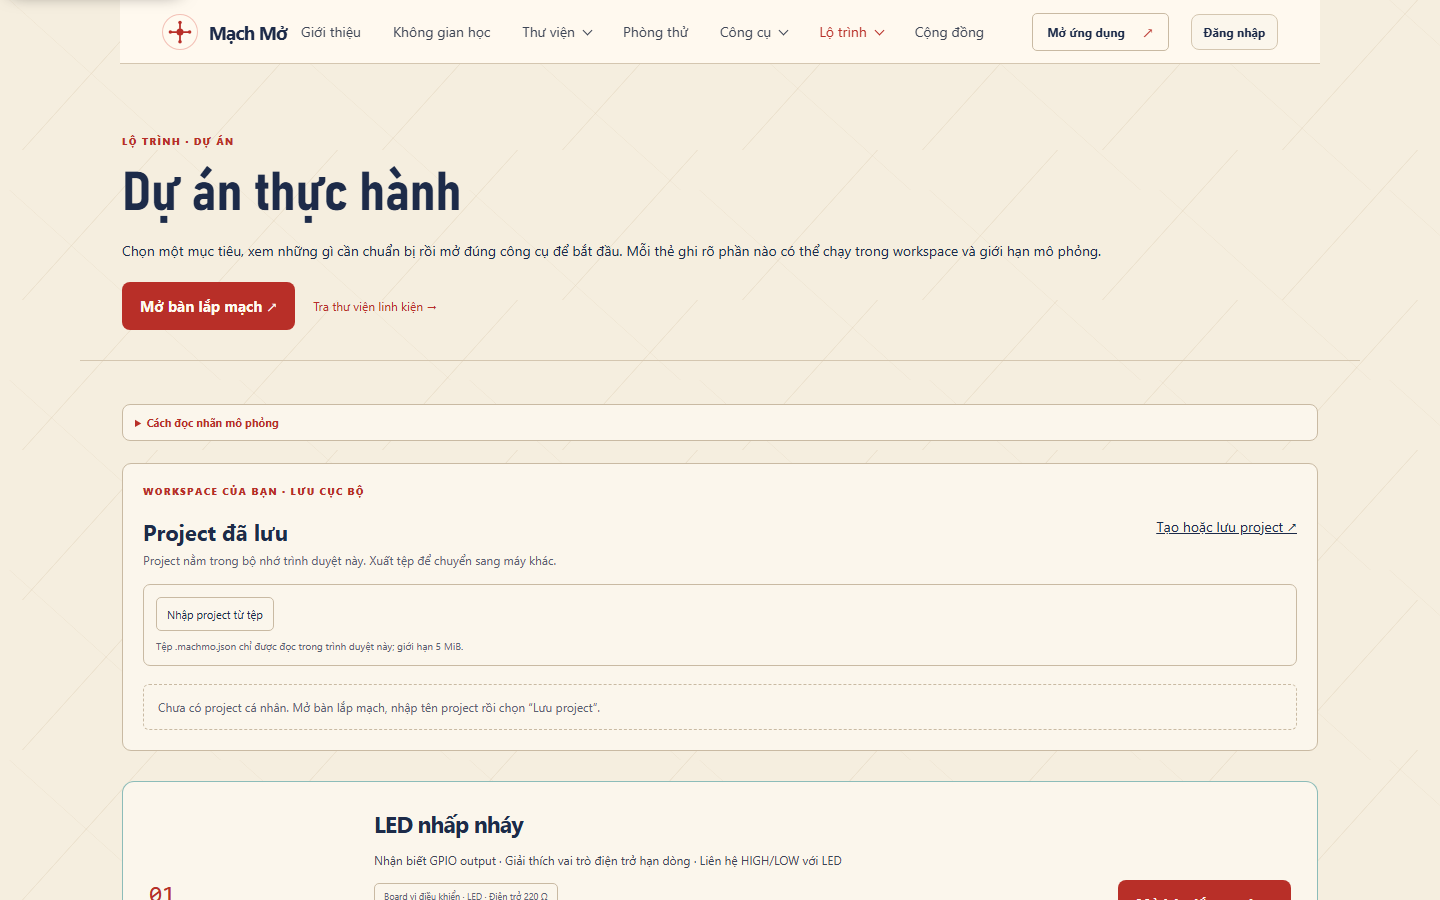 Mạch Mở
Giới thiệu
Không gian học
Thư viện
Phòng thử
Công cụ
Lộ trình
Cộng đồng
Mở ứng dụng ↗
Đăng nhập
LỘ TRÌNH · DỰ ÁN
Dự án thực hành
Chọn một mục tiêu, xem những gì cần chuẩn bị rồi mở đúng công cụ để bắt đầu. Mỗi thẻ ghi rõ phần nào có thể chạy trong workspace và giới hạn mô phỏng.
Mở bàn lắp mạch ↗
Tra thư viện linh kiện →
Cách đọc nhãn mô phỏng
WORKSPACE CỦA BẠN · LƯU CỤC BỘ
Project đã lưu
Tạo hoặc lưu project ↗
Project nằm trong bộ nhớ trình duyệt này. Xuất tệp để chuyển sang máy khác.
Nhập project từ tệp
Tệp .machmo.json chỉ được đọc trong trình duyệt này; giới hạn 5 MiB.
Chưa có project cá nhân. Mở bàn lắp mạch, nhập tên project rồi chọn “Lưu project”.
LED nhấp nháy
Nhận biết GPIO output · Giải thích vai trò điện trở hạn dòng · Liên hệ HIGH/LOW với LED
01
Board vi điều khiển · LED · Điện trở 220 Ω